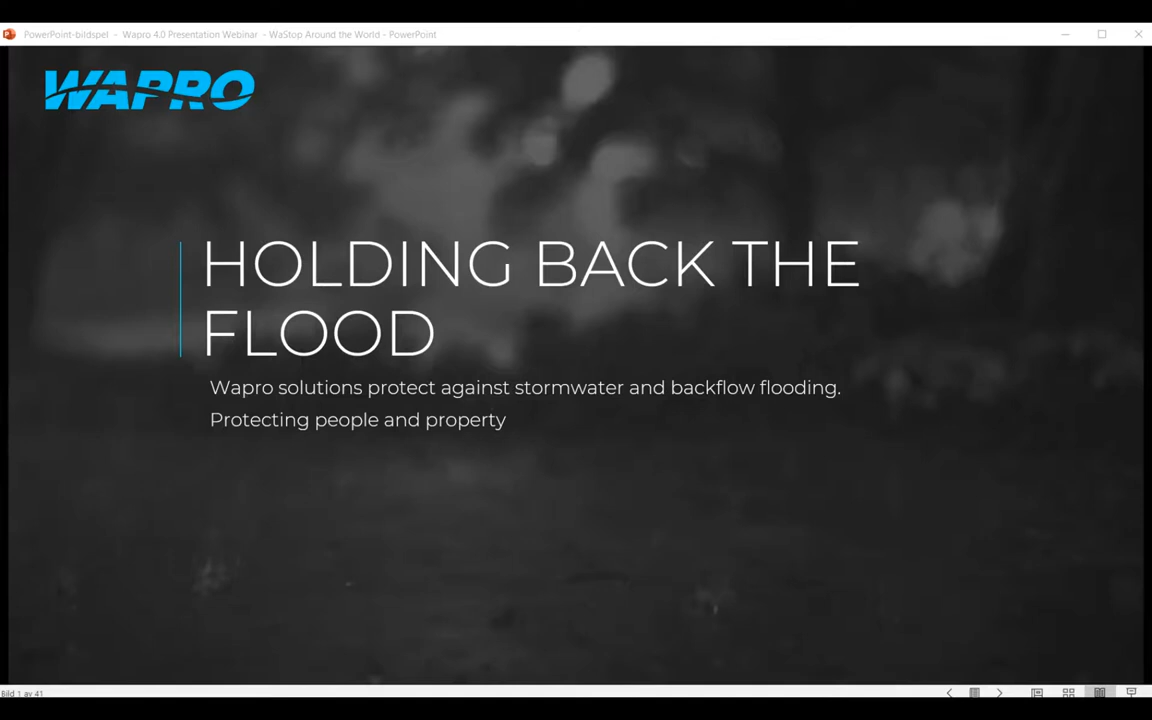 PowerPoint-bildspel - Wapro 4.0 Presentation Webinar - WaStop Around the World - PowerPoint
WAPRO
HOLDING BACK THE
FLOOD
Wapro solutions protect against stormwater and backflow flooding.
Protecting people and property
Bild 1 av 41